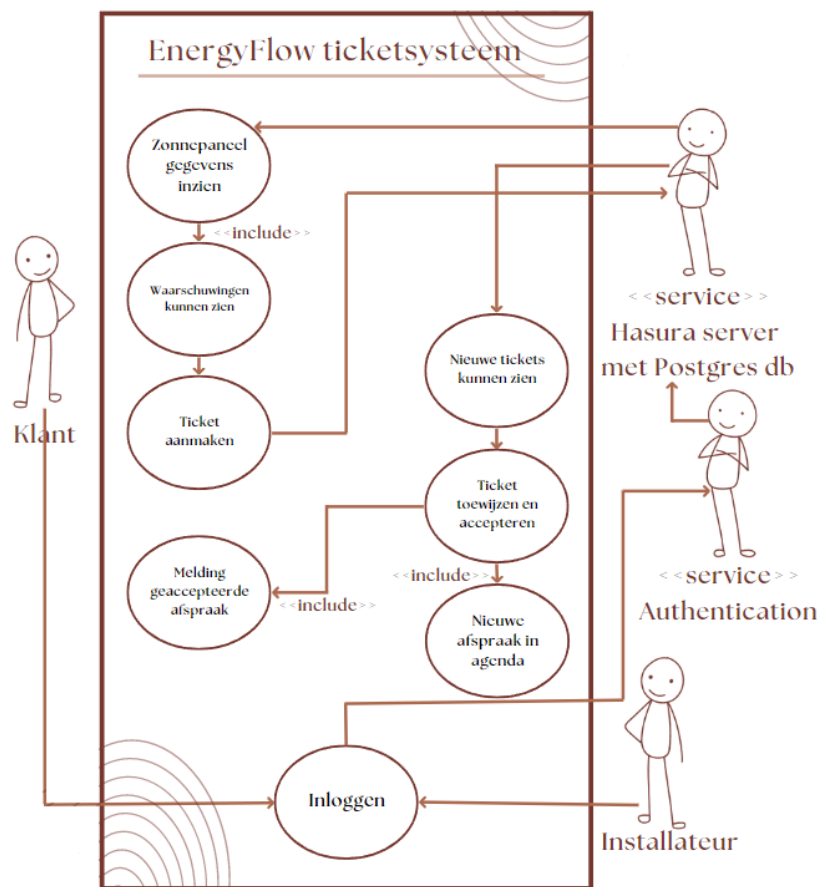 EnergyFlow ticketsysteem
Zonnepaneel
gegevens
inzien
<<include>>
Waarschuwingen
kunnen zien
Ticket
aanmaken
Melding
geaccepteerde
afspraak
<<include>>
Nieuwe tickets
kunnen zien
Ticket
toewijzen en
accepteren
<<include>>
Nieuwe
afspraak in
agenda
Inloggen
Klant
<<service>>
Hasura server
met Postgres db
<<service>>
Authentication
Installateur